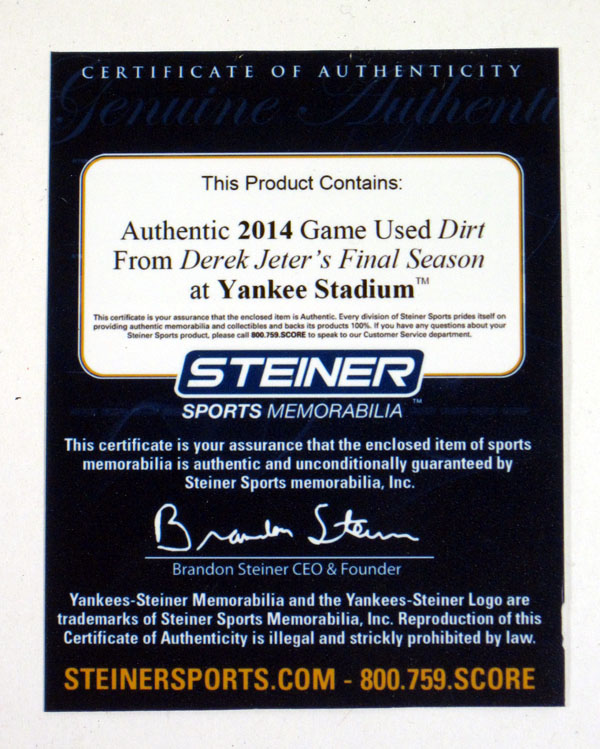 CERTIFICATE OF AUTHENTICITY
Genuine Authenti
This Product Contains:
Authentic 2014 Game Used Dirt
From Derek Jeter's Final Season
at Yankee Stadium™
This certificate is your assurance that the enclosed item is Authentic. Every division of Steiner Sports prides itself on
providing authentic memorabilia and collectibles and backs its products 100%. If you have any questions about your
Steiner Sports product, please call 800.759.SCORE to speak to our Customer Service department.
STEINER
SPORTS MEMORABILIA™
This certificate is your assurance that the enclosed item of sports
memorabilia is authentic and unconditionally guaranteed by
Steiner Sports memorabilia, Inc.
Brandon Steiner
Brandon Steiner CEO & Founder
Yankees-Steiner Memorabilia and the Yankees-Steiner Logo are
trademarks of Steiner Sports Memorabilia, Inc. Reproduction of this
Certificate of Authenticity is illegal and strickly prohibited by law.
STEINERSPORTS.COM - 800.759.SCORE